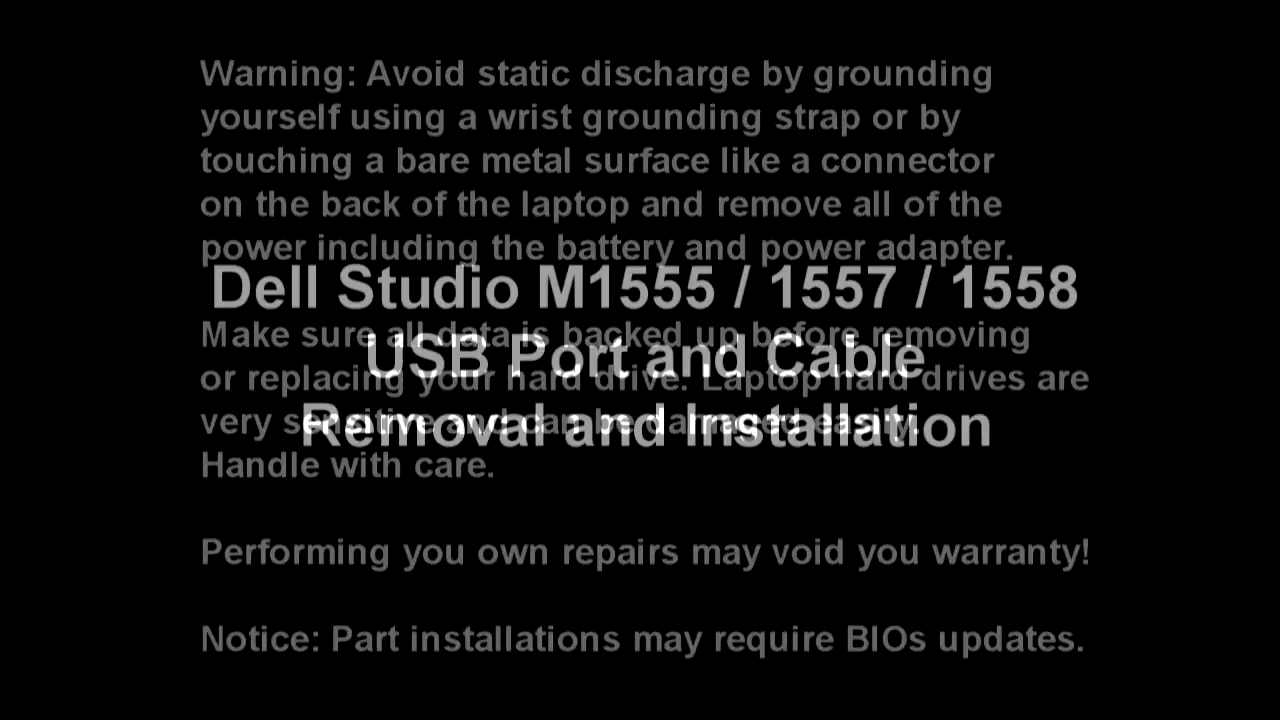 Warning: Avoid static discharge by grounding
yourself using a wrist grounding strap or by
touching a bare metal surface like a connector
on the back of the laptop and remove all of the
power including the battery and power adapter.
Dell Studio M1555 / 1557 / 1558
Make sure all data is backed up before removing
USB Port and Cable
or replacing your hard drive. Laptop hard drives are
very sensitive and can be damaged easily.
Removal and Installation
Handle with care.
Performing you own repairs may void you warranty!
Notice: Part installations may require BIOs updates.